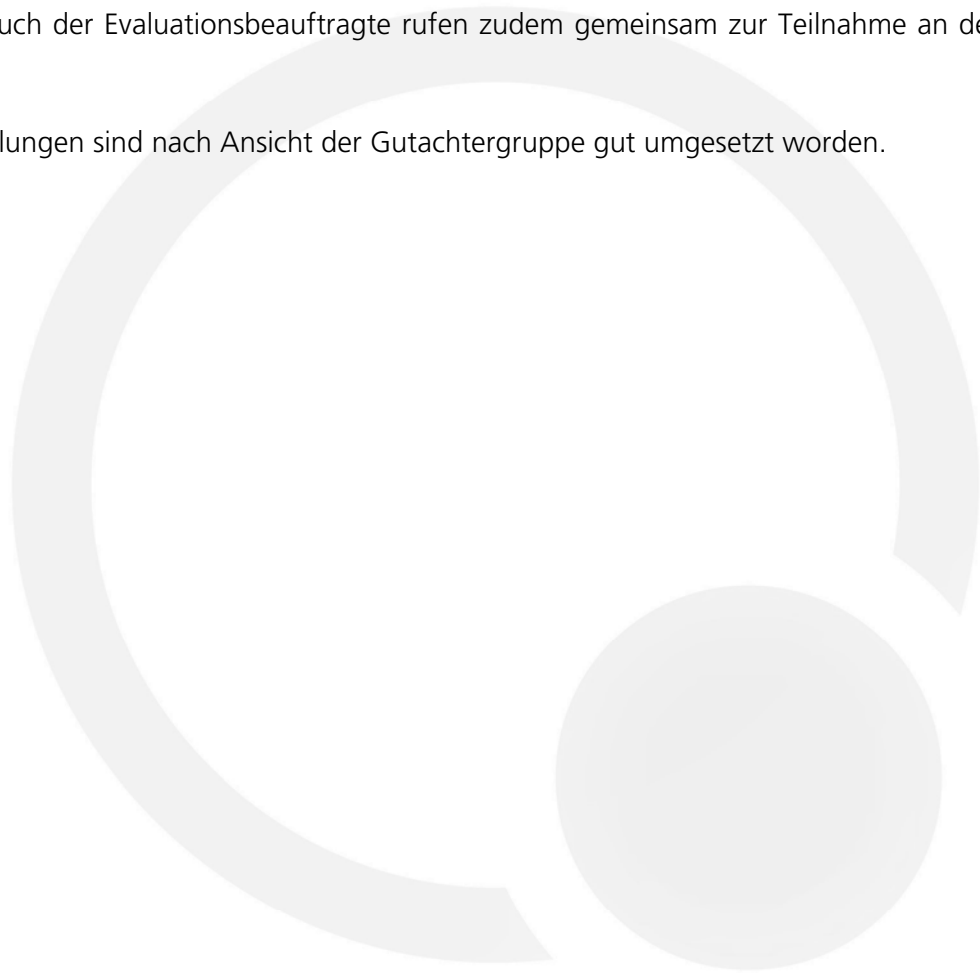 uch der Evaluationsbeauftragte rufen zudem gemeinsam zur Teilnahme an de
lungen sind nach Ansicht der Gutachtergruppe gut umgesetzt worden.